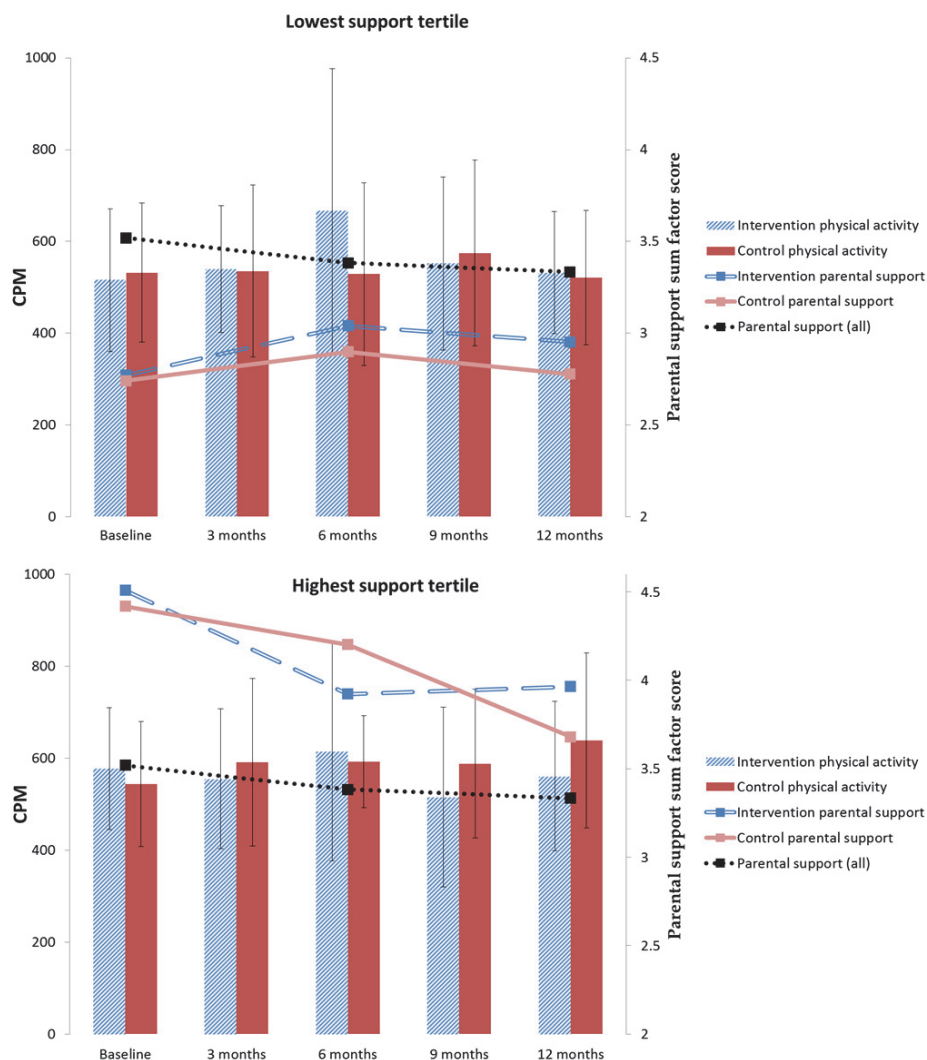 Lowest support tertile
1000
800
600
400
200
0
CPM
4.5
4
3.5
3
2.5
2
Parental support sum factor score
Baseline
3 months
6 months
9 months
12 months
Intervention physical activity
Control physical activity
Intervention parental support
Control parental support
Parental support (all)
Highest support tertile
1000
800
600
400
200
0
CPM
4.5
4
3.5
3
2.5
2
Parental support sum factor score
Baseline
3 months
6 months
9 months
12 months
Intervention physical activity
Control physical activity
Intervention parental support
Control parental support
Parental support (all)